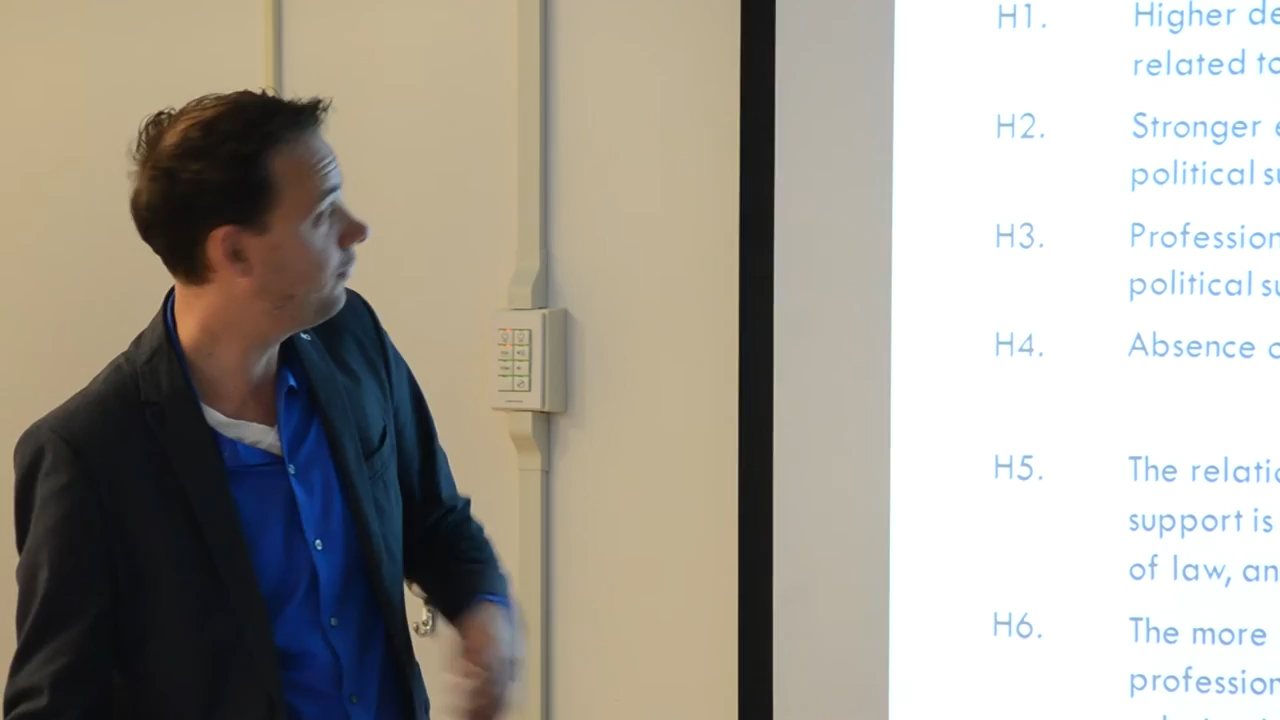 H1. Higher de
related to
H2. Stronger e
political su
H3. Profession
political su
H4. Absence o
H5. The relatio
support is
of law, an
H6. The more
profession